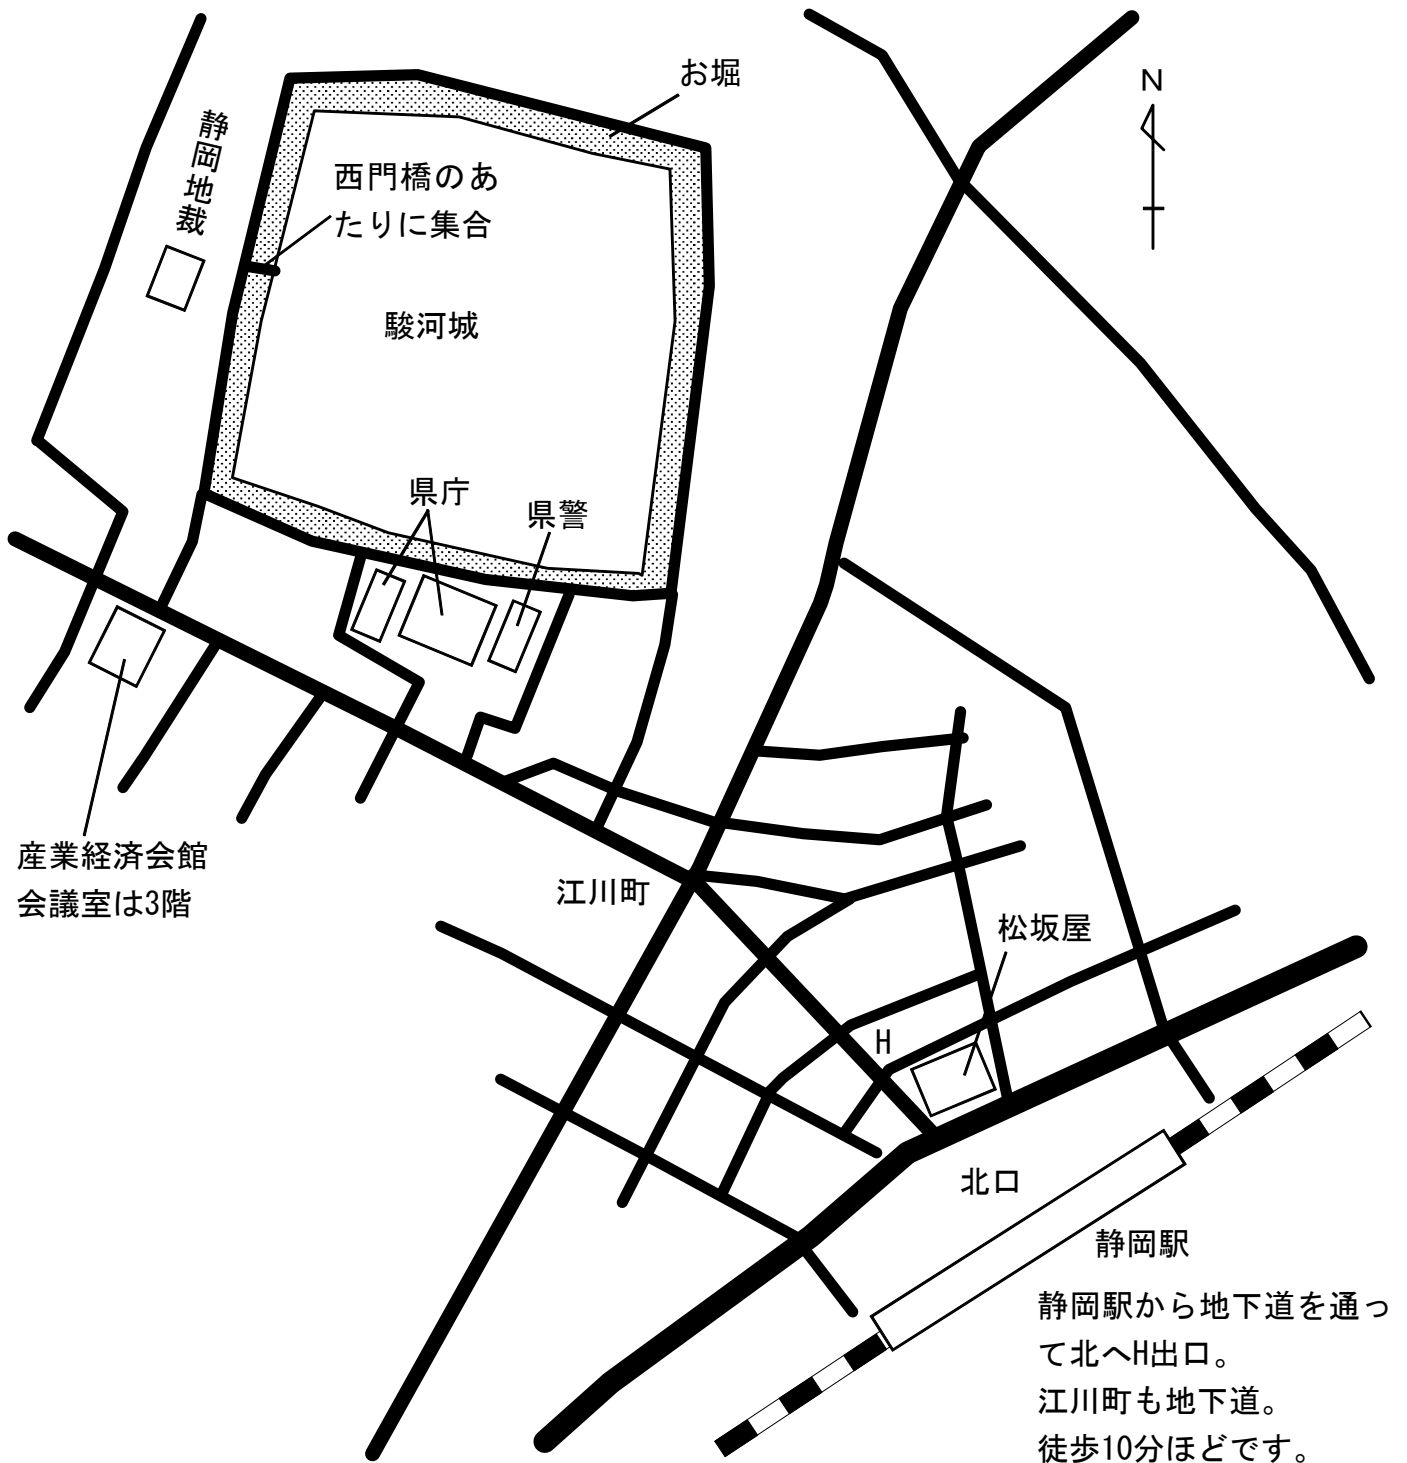 お堀
N
静岡地裁
西門橋のあ
たりに集合
駿河城
県庁
県警
産業経済会館
会議室は3階
江川町
松坂屋
H
北口
静岡駅
静岡駅から地下道を通っ
て北へH出口。
江川町も地下道。
徒歩10分ほどです。